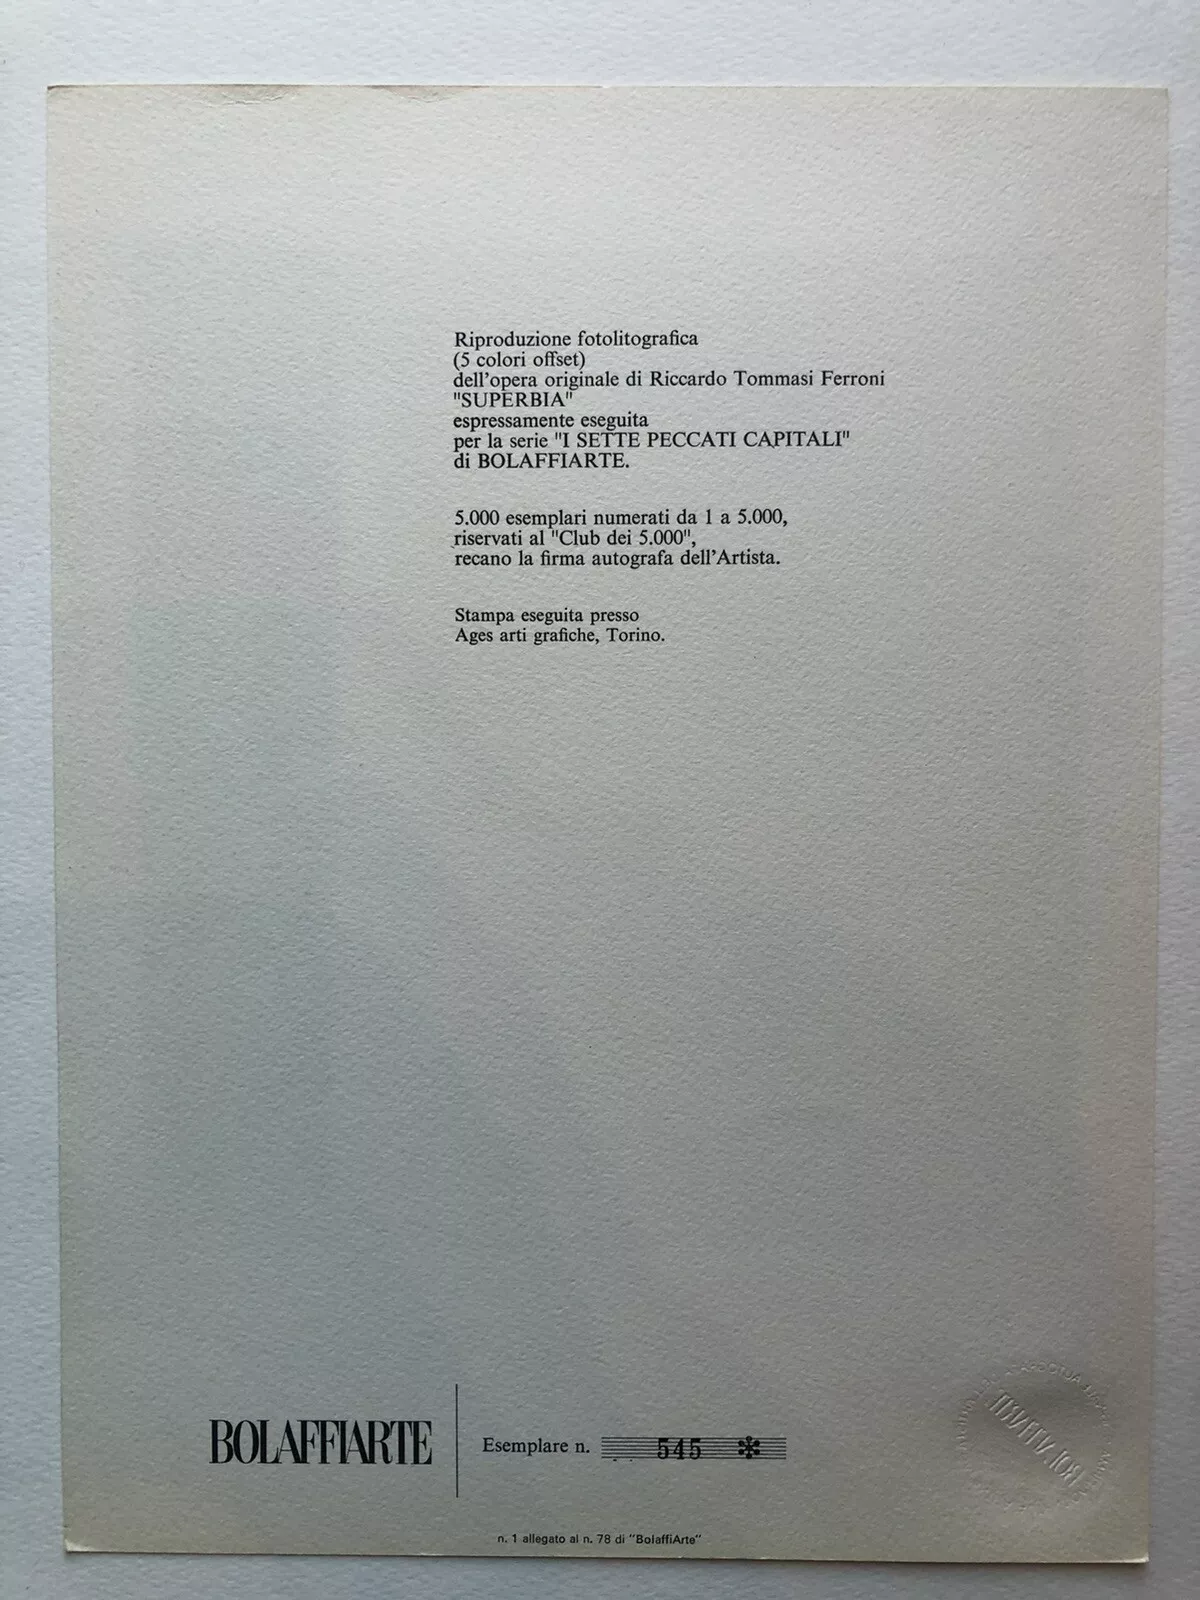 Riproduzione fotolitografica
(5 colori offset)
dell'opera originale di Riccardo Tommasi Ferroni
"SUPERBIA"
espressamente eseguita
per la serie "I SETTE PECCATI CAPITALI"
di BOLAFFIARTE.
5.000 esemplari numerati da 1 a 5.000,
riservati al "Club dei 5.000",
recano la firma autografa dell'Artista.
Stampa eseguita presso
Ages arti grafiche, Torino.
BOLAFFIARTE
Esemplare n. 545 *
n. 1 allegato al n. 78 di "BolaffiArte"